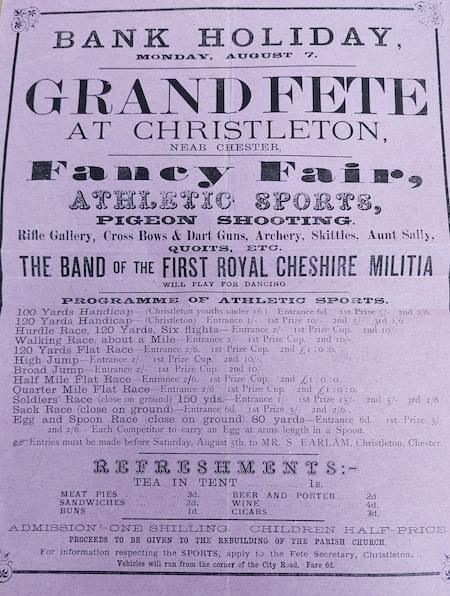 BANK HOLIDAY,
MONDAY, AUGUST 7.
GRAND FETE
AT CHRISTLETON,
NEAR CHESTER,
Fancy Fair,
ATHLETIC SPORTS,
PIGEON SHOOTING.
Rifle Gallery, Cross Bows & Dart Guns, Archery, Skittles, Aunt Sally,
QUOITS, ETC.
THE BAND OF THE FIRST ROYAL CHESHIRE MILITIA
WILL PLAY FOR DANCING
PROGRAMME OF ATHLETIC SPORTS.
100 Yards Handicap—(Christleton youths under 16). Entrance 6d. 1st Prize 5/- 2nd 2/6.
120 Yards Handicap—(Christleton) Entrance 1/- 1st Prize 10/- 2nd 5/- 3rd 2/6
Hurdle Race, 120 Yards, Six flights—Entrance 2/- 1st Prize Cup. 2nd 10/-
Walking Race, about a Mile—Entrance 2/- 1st Prize Cup. 2nd 10/-.
120 Yards Flat Race—Entrance 2/6. 1st Prize Cup. 2nd £1:0:0.
High Jump—Entrance 2/- 1st Prize Cup. 2nd 10/-.
Broad Jump—Entrance 2/- 1st Prize Cup. 2nd 10/-
Half Mile Flat Race—Entrance 2/6 1st Prize Cup. 2nd £1:0:0.
Quarter Mile Flat Race—Entrance 2/6 1st Prize Cup. 2nd £1:0:0.
Soldiers' Race (close on ground) 150 yds.—Entrance 1/- 1st Prize 15/- 2nd 5/- 3rd 2/6.
Sack Race (close on ground)—Entrance 6d. 1st Prize 5/- 2nd 2/6.
Egg and Spoon Race (close on ground) 80 yards—Entrance 6d. 1st Prize 5/-
2nd 2/6. Each Competitor to carry an Egg at arms length in a Spoon.
Entries must be made before Saturday, August 5th, to MR. S. EARLAM, Christleton, Chester.
REFRESHMENTS:-
TEA IN TENT ..... 1s.
MEAT PIES ... 3d. BEER AND PORTER... 2d.
SANDWICHES ... 2d. WINE ... 4d.
BUNS ... 1d. CIGARS ... 3d.
ADMISSION—ONE SHILLING. CHILDREN HALF-PRICE
PROCEEDS TO BE GIVEN TO THE REBUILDING OF THE PARISH CHURCH.
For information respecting the SPORTS, apply to the Fete Secretary, Christleton.
Vehicles will run from the corner of the City Road. Fare 6d.